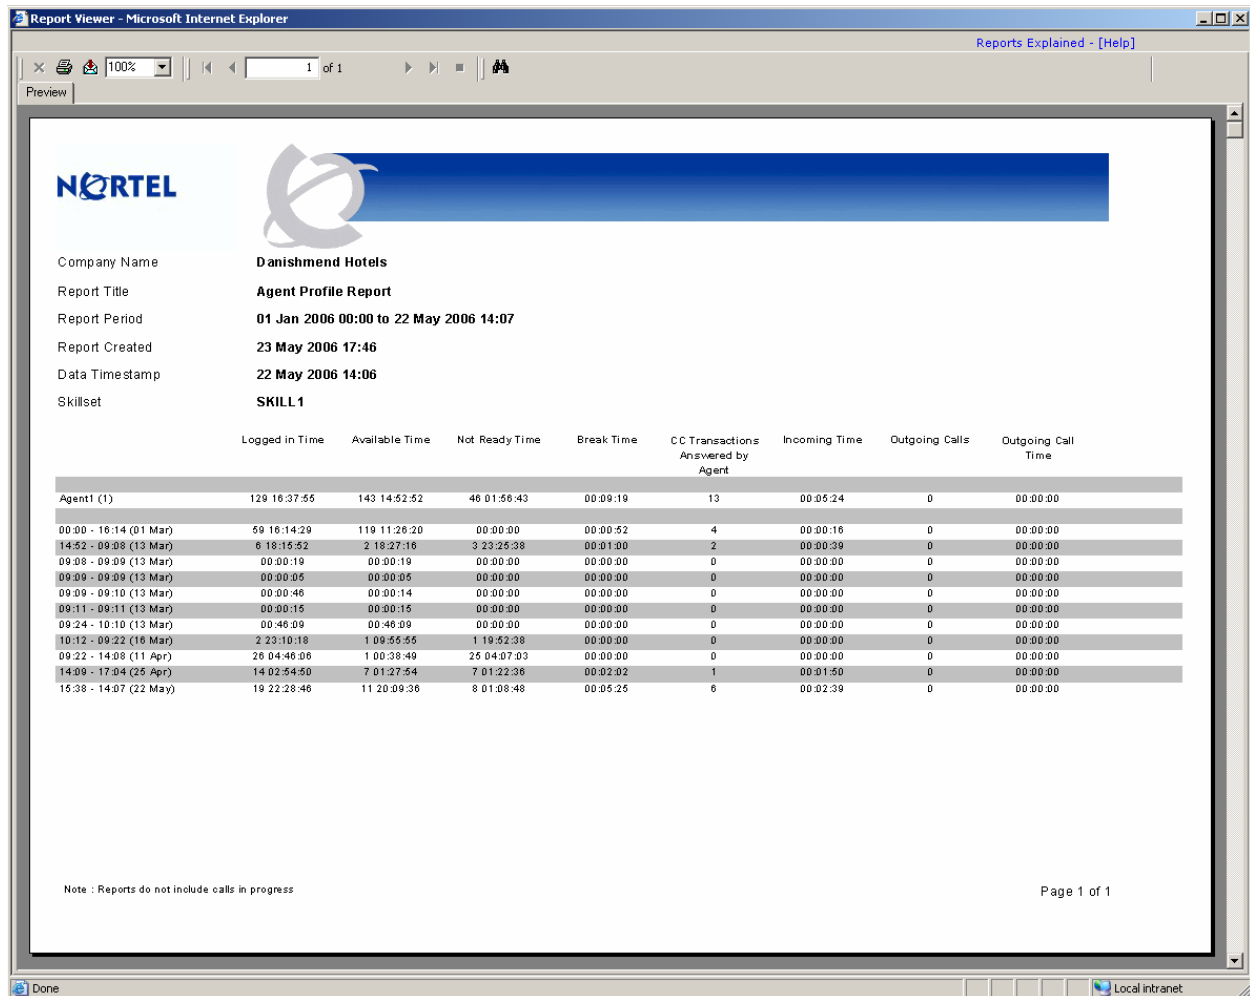 Report Viewer - Microsoft Internet Explorer
Reports Explained - [Help]
100% 1 of 1
Preview
NORTEL
Company Name Danishmend Hotels
Report Title Agent Profile Report
Report Period 01 Jan 2006 00:00 to 22 May 2006 14:07
Report Created 23 May 2006 17:46
Data Timestamp 22 May 2006 14:06
Skillset SKILL1
Logged in Time Available Time Not Ready Time Break Time CC Transactions Incoming Time Outgoing Calls Outgoing Call
Answered by Time
Agent
Agent1 (1) 129 16:37:55 143 14:52:52 46 01:56:43 00:09:19 13 00:05:24 0 00:00:00
00:00 - 16:14 (01 Mar) 59 16:14:29 119 11:26:20 00:00:00 00:00:52 4 00:00:16 0 00:00:00
14:52 - 09:08 (13 Mar) 6 18:15:52 2 18:27:16 3 23:25:38 00:01:00 2 00:00:39 0 00:00:00
09:08 - 09:09 (13 Mar) 00:00:19 00:00:19 00:00:00 00:00:00 0 00:00:00 0 00:00:00
09:09 - 09:09 (13 Mar) 00:00:05 00:00:05 00:00:00 00:00:00 0 00:00:00 0 00:00:00
09:09 - 09:10 (13 Mar) 00:00:46 00:00:14 00:00:00 00:00:00 0 00:00:00 0 00:00:00
09:11 - 09:11 (13 Mar) 00:00:15 00:00:15 00:00:00 00:00:00 0 00:00:00 0 00:00:00
09:24 - 10:10 (13 Mar) 00:46:09 00:46:09 00:00:00 00:00:00 0 00:00:00 0 00:00:00
10:12 - 09:22 (16 Mar) 2 23:10:18 1 09:55:55 1 19:52:38 00:00:00 0 00:00:00 0 00:00:00
09:22 - 14:08 (11 Apr) 26 04:46:06 1 00:38:49 25 04:07:03 00:00:00 0 00:00:00 0 00:00:00
14:09 - 17:04 (25 Apr) 14 02:54:50 7 01:27:54 7 01:22:36 00:02:02 1 00:01:50 0 00:00:00
15:38 - 14:07 (22 May) 19 22:28:46 11 20:09:36 8 01:08:48 00:05:25 6 00:02:39 0 00:00:00
Note : Reports do not include calls in progress
Page 1 of 1
Done Local intranet